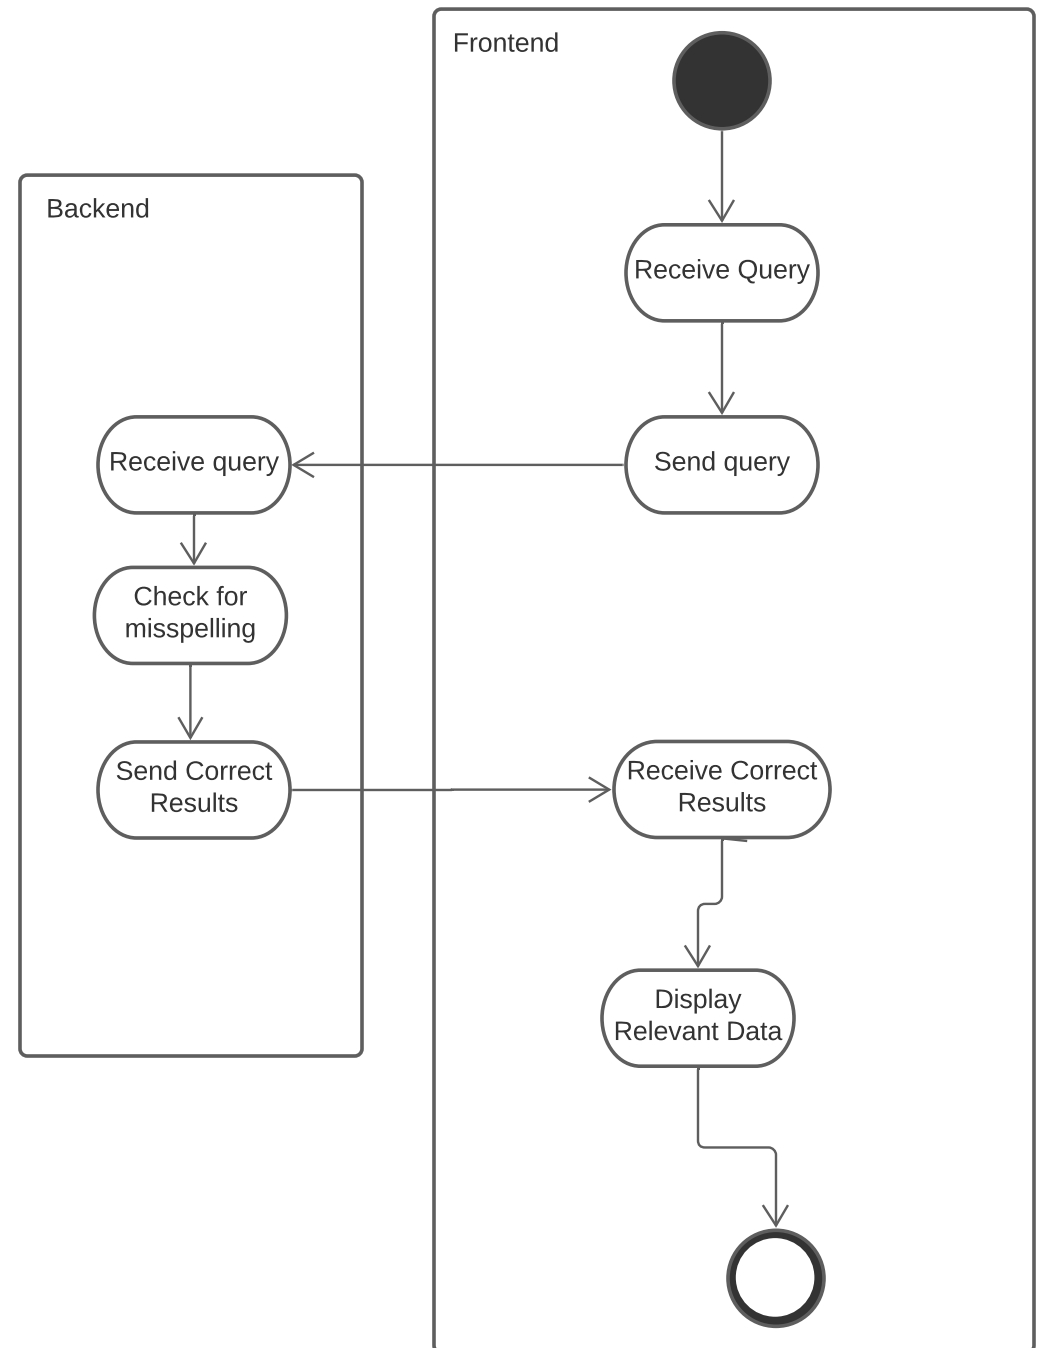 Frontend
Backend
Receive Query
Receive query
Send query
Check for
misspelling
Send Correct
Results
Receive Correct
Results
Display
Relevant Data